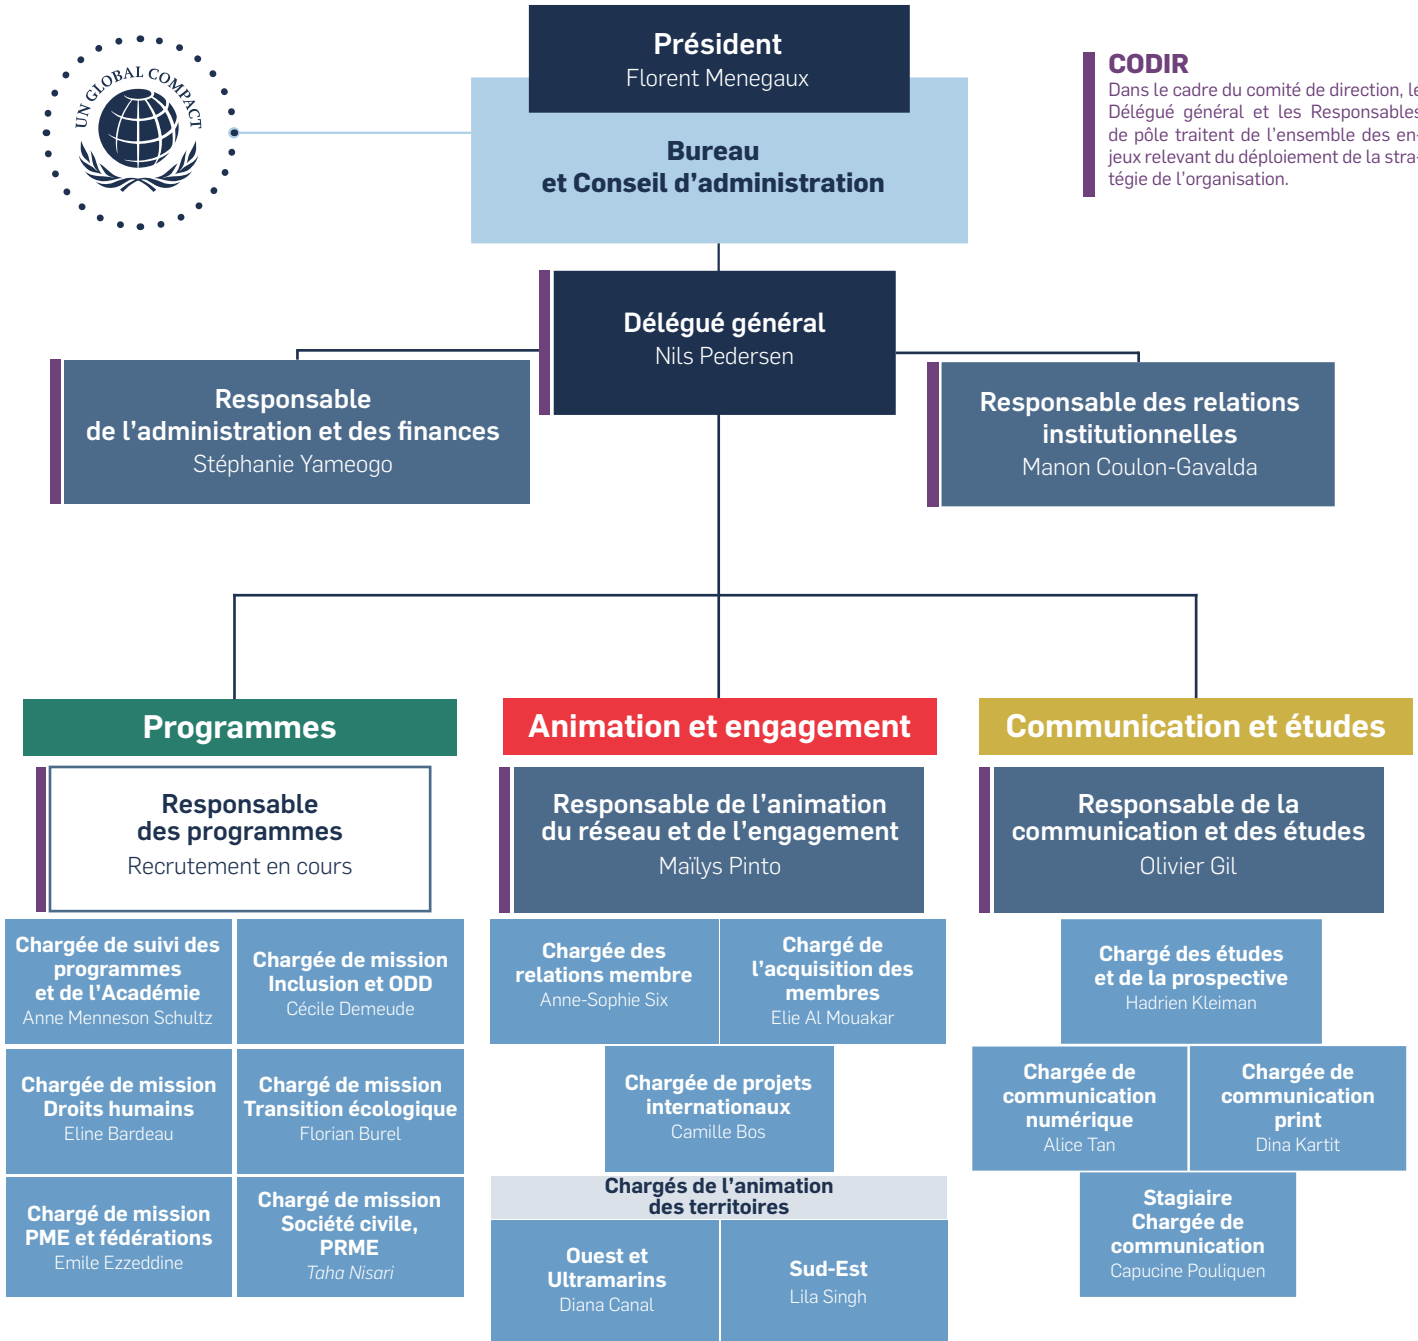 UN GLOBAL COMPACT
Président
Florent Menegaux
Bureau
et Conseil d'administration
CODIR
Dans le cadre du comité de direction, le
Délégué général et les Responsables
de pôle traitent de l'ensemble des en-
jeux relevant du déploiement de la stra-
tégie de l'organisation.
Délégué général
Nils Pedersen
Responsable
de l'administration et des finances
Stéphanie Yameogo
Responsable des relations
institutionnelles
Manon Coulon-Gavalda
Programmes
Responsable
des programmes
Recrutement en cours
Chargée de suivi des
programmes
et de l'Académie
Anne Menneson Schultz
Chargée de mission
Inclusion et ODD
Cécile Demeude
Chargée de mission
Droits humains
Eline Bardeau
Chargé de mission
Transition écologique
Florian Burel
Chargé de mission
PME et fédérations
Emile Ezzeddine
Chargé de mission
Société civile,
PRME
Taha Nisari
Animation et engagement
Responsable de l'animation
du réseau et de l'engagement
Maïlys Pinto
Chargée des
relations membre
Anne-Sophie Six
Chargé de
l'acquisition des
membres
Elie Al Mouakar
Chargée de projets
internationaux
Camille Bos
Chargés de l'animation
des territoires
Ouest et
Ultramarins
Diana Canal
Sud-Est
Lila Singh
Communication et études
Responsable de la
communication et des études
Olivier Gil
Chargé des études
et de la prospective
Hadrien Kleiman
Chargée de
communication
numérique
Alice Tan
Chargée de
communication
print
Dina Kartit
Stagiaire
Chargée de
communication
Capucine Pouliquen